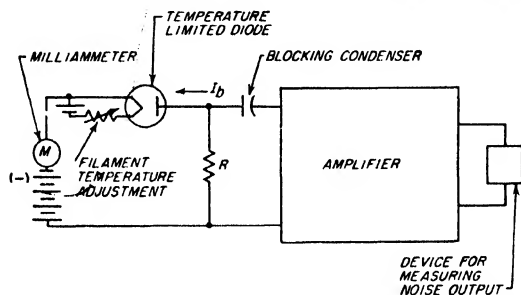 TEMPERATURE
LIMITED DIODE
MILLIAMMETER
BLOCKING CONDENSER
I_b
M
(-)
FILAMENT
TEMPERATURE
ADJUSTMENT
R
AMPLIFIER
DEVICE FOR
MEASURING
NOISE OUTPUT